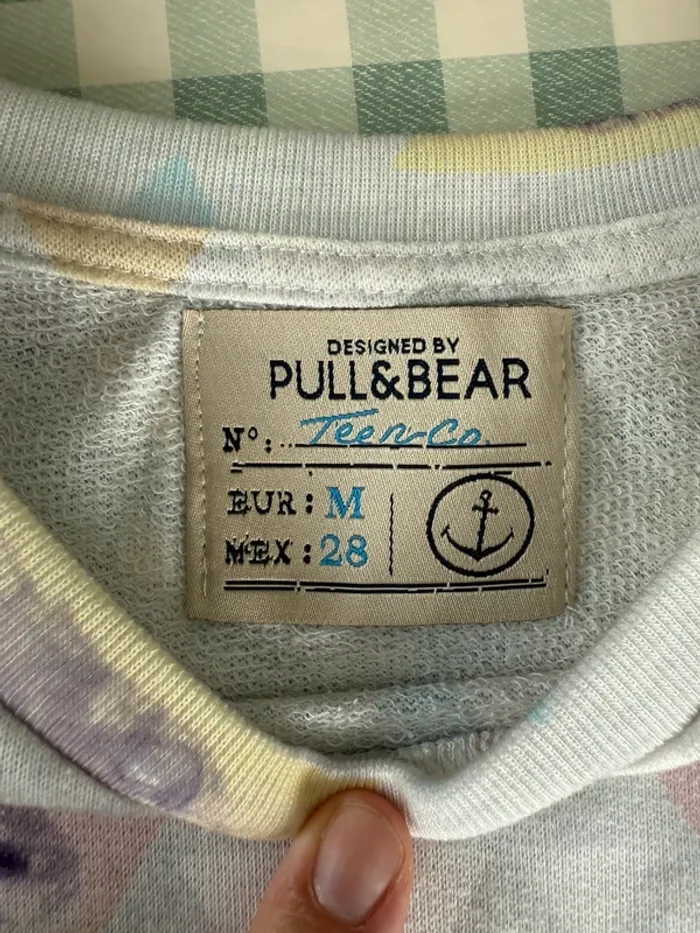 DESIGNED BY
PULL&BEAR
Nº:...Teen-Co.
EUR: M
MEX: 28